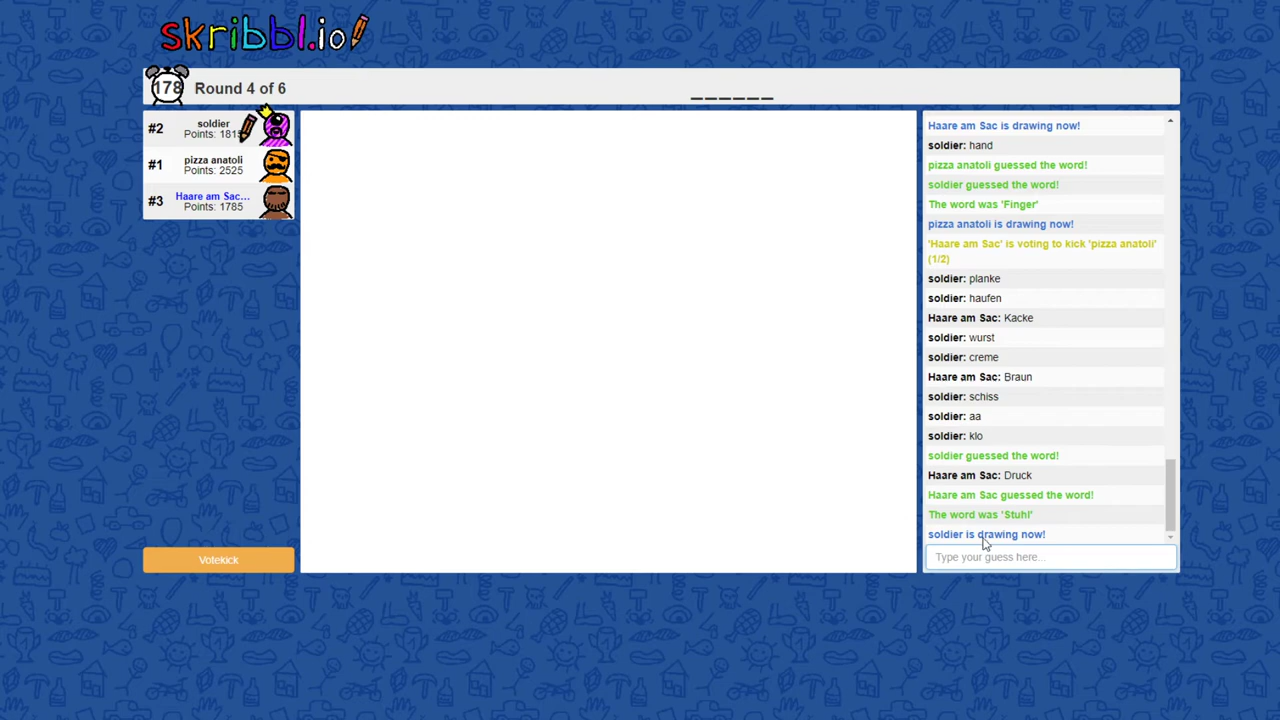 skribbl.io
178 Round 4 of 6 ______
#2 soldier
Points: 1815
#1 pizza anatoli
Points: 2525
#3 Haare am Sac...
Points: 1785
Votekick
Haare am Sac is drawing now!
soldier: hand
pizza anatoli guessed the word!
soldier guessed the word!
The word was 'Finger'
pizza anatoli is drawing now!
'Haare am Sac' is voting to kick 'pizza anatoli'
(1/2)
soldier: planke
soldier: haufen
Haare am Sac: Kacke
soldier: wurst
soldier: creme
Haare am Sac: Braun
soldier: schiss
soldier: aa
soldier: klo
soldier guessed the word!
Haare am Sac: Druck
Haare am Sac guessed the word!
The word was 'Stuhl'
soldier is drawing now!
Type your guess here...